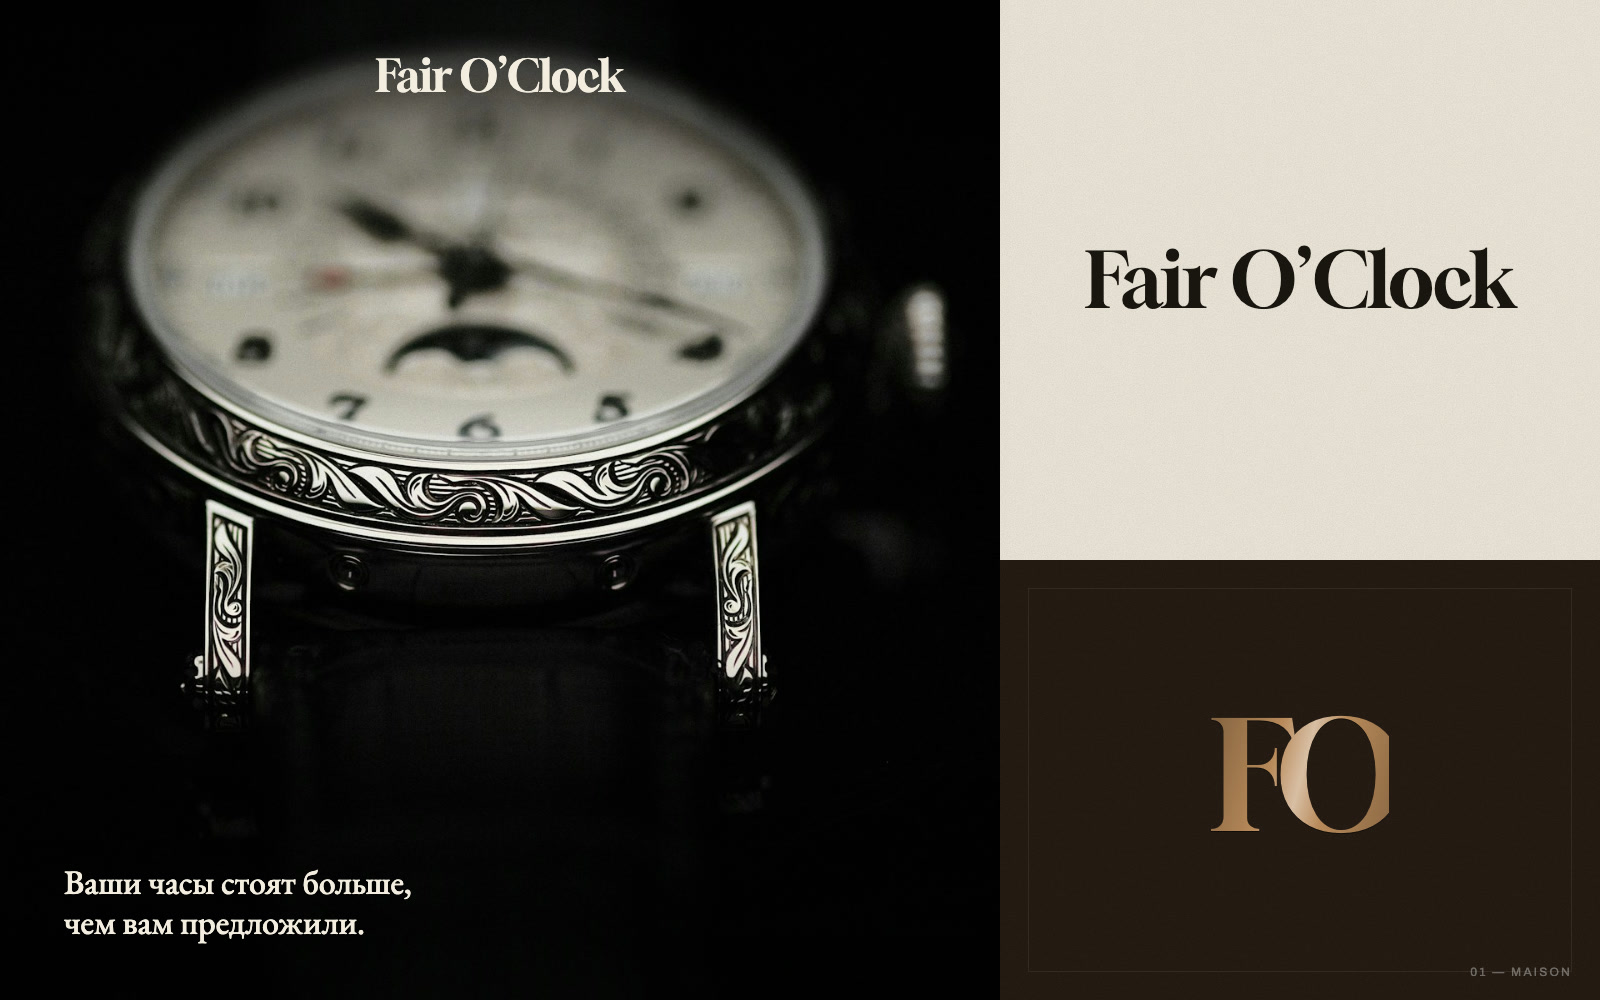 Fair O’Clock
Ваши часы стоят больше,
чем вам предложили.
Fair O’Clock
FO
01 — MAISON